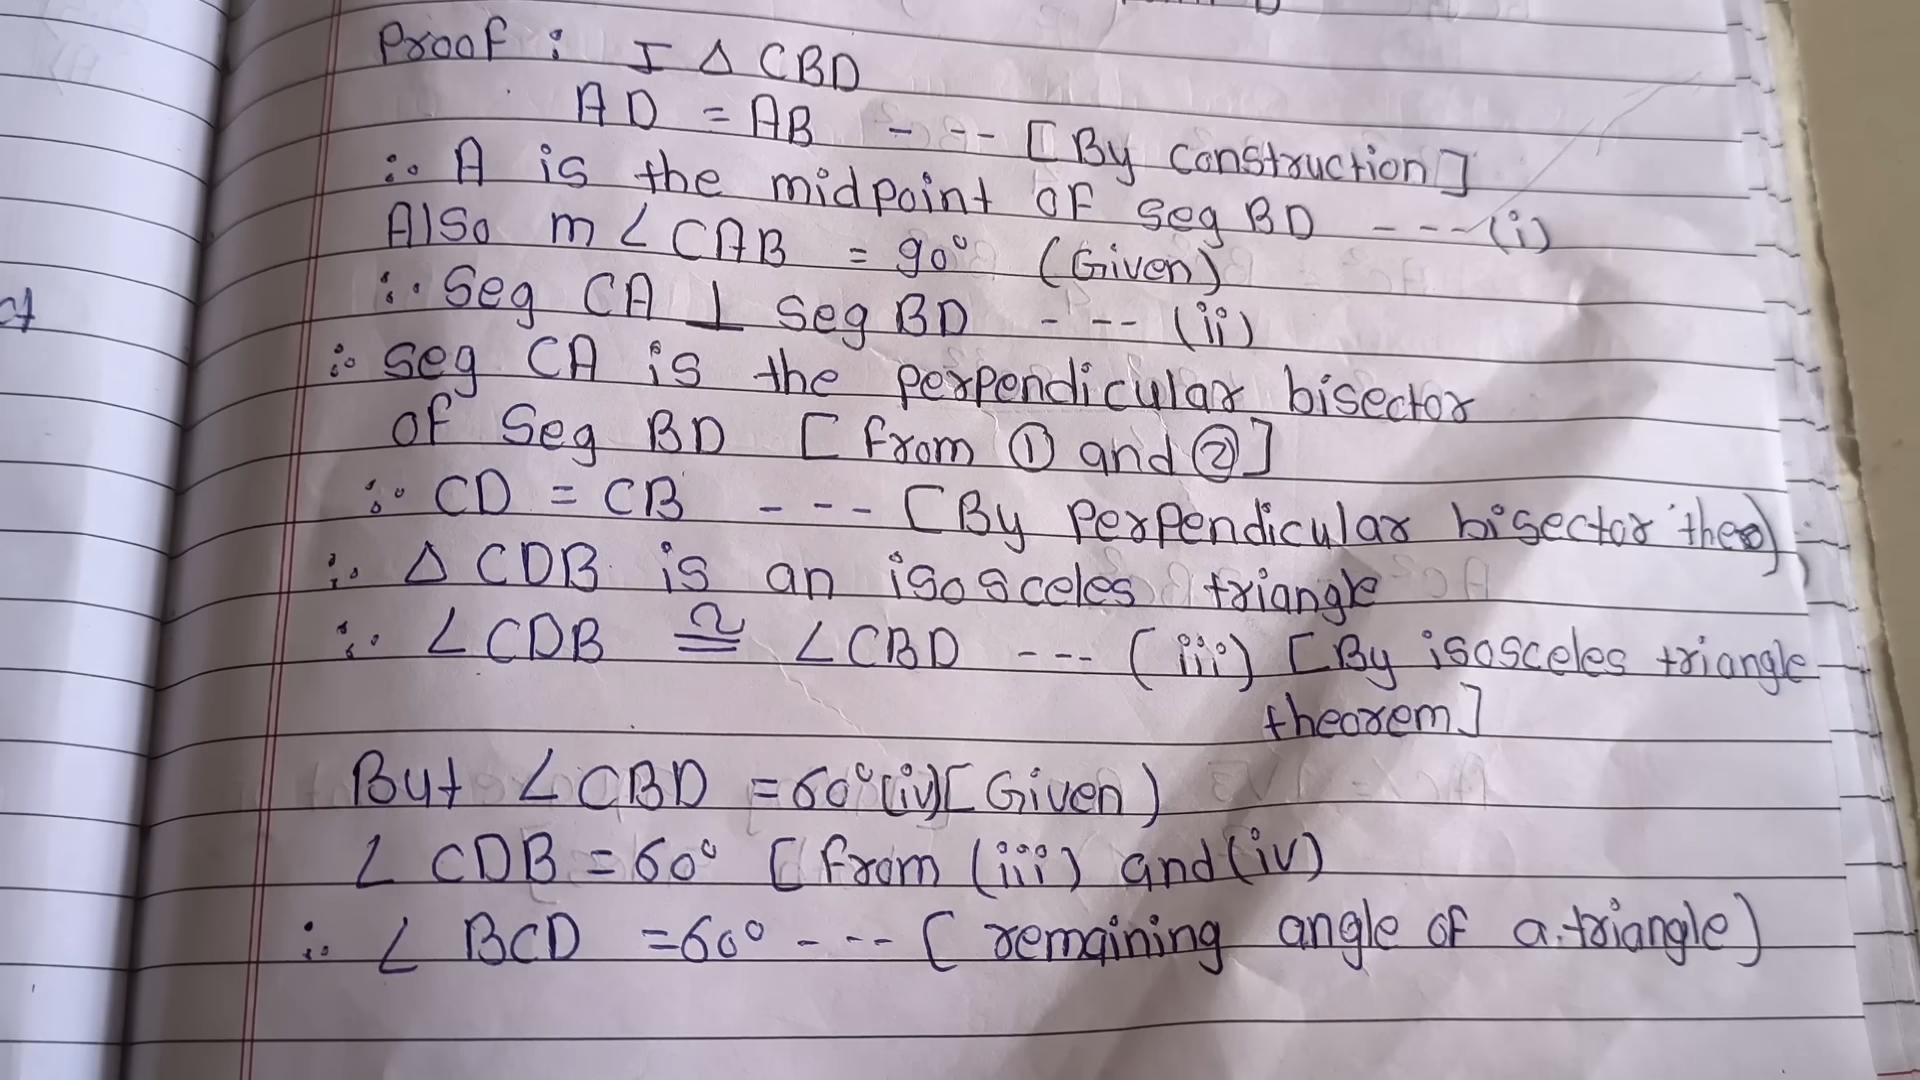 Proof : I Δ CBD
AD = AB --- [By construction]
∴ A is the midpoint of seg BD ---(i)
Also m ∠CAB = 90° (Given)
∴ Seg CA ⊥ seg BD --- (ii)
∴ seg CA is the perpendicular bisector
of seg BD [from ① and ②]
∴ CD = CB --- [By perpendicular bisector theo)
∴ Δ CDB is an isosceles triangle
∴ ∠CDB ≅ ∠CBD --- (iii) [By isosceles triangle
theorem]
But ∠CBD = 60° (iv) [Given)
∠ CDB = 60° [from (iii) and (iv)
∴ ∠ BCD = 60° --- [remaining angle of a triangle)